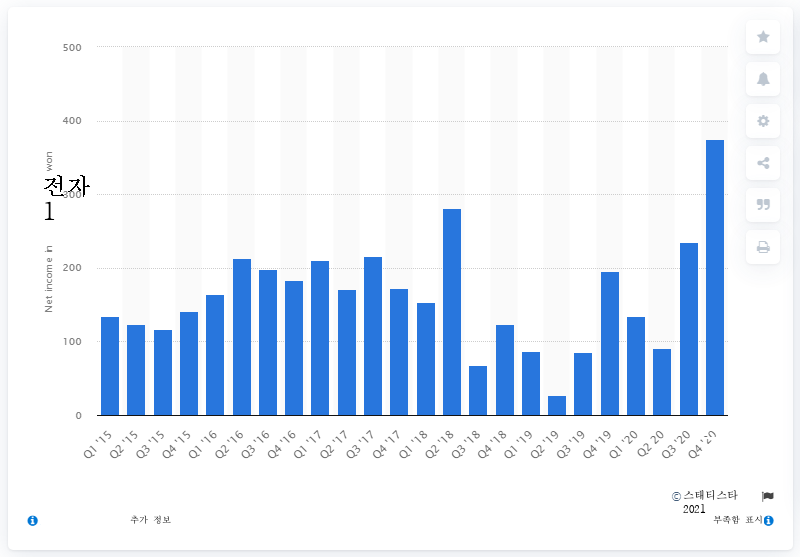 500
400
300
200
100
0
Net income in
won
전자
1
Q1 '15
Q2 '15
Q3 '15
Q4 '15
Q1 '16
Q2 '16
Q3 '16
Q4 '16
Q1 '17
Q2 '17
Q3 '17
Q4 '17
Q1 '18
Q2 '18
Q3 '18
Q4 '18
Q1 '19
Q2 '19
Q3 '19
Q4 '19
Q1 '20
Q2 20
Q3 '20
Q4 '20
© 스태티스타
2021
추가 정보
부족함 표시